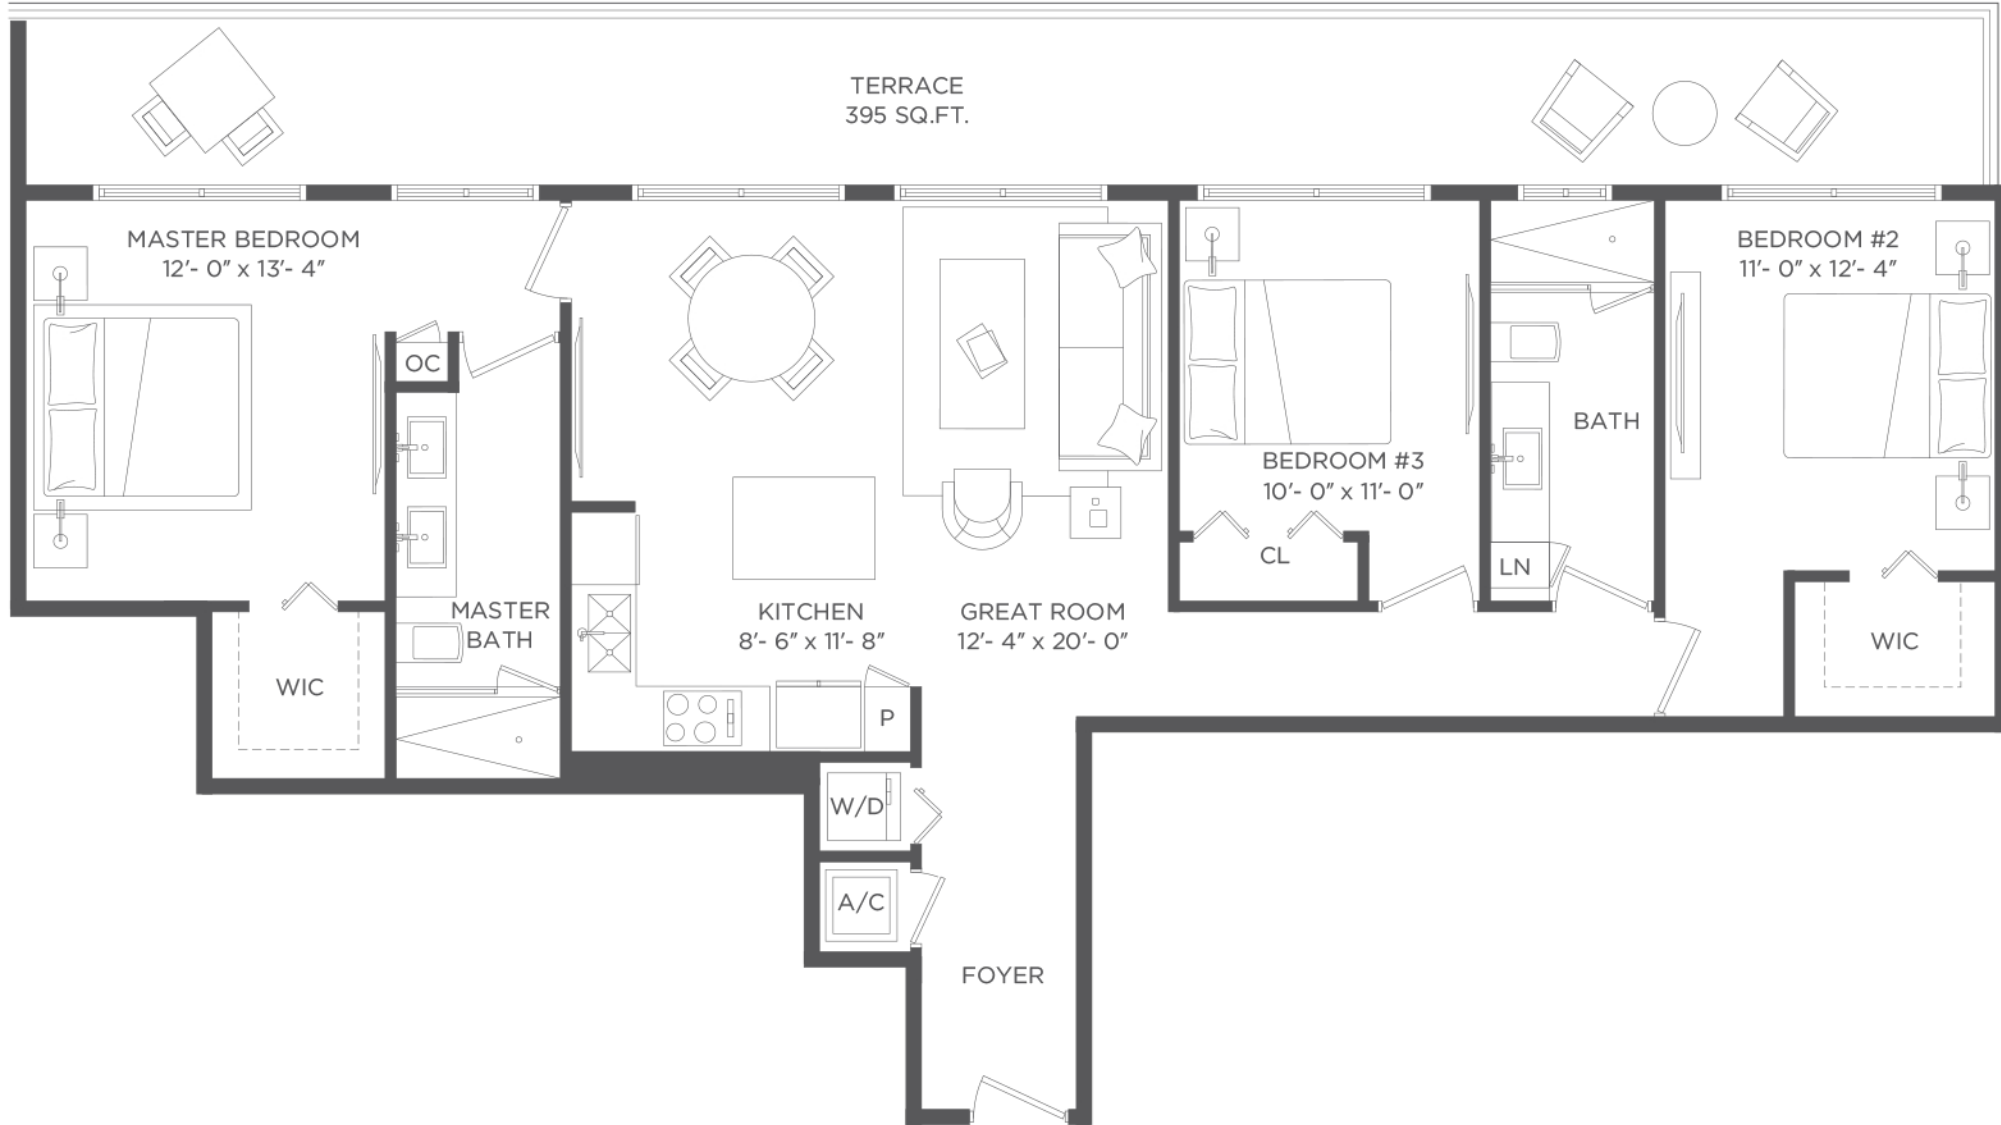 TERRACE
395 SQ.FT.
MASTER BEDROOM
12'- 0" x 13'- 4"
BEDROOM #2
11'- 0" x 12'- 4"
OC
BATH
BEDROOM #3
10'- 0" x 11'- 0"
CL
LN
MASTER
BATH
KITCHEN
8'- 6" x 11'- 8"
GREAT ROOM
12'- 4" x 20'- 0"
WIC
WIC
P
W/D
A/C
FOYER